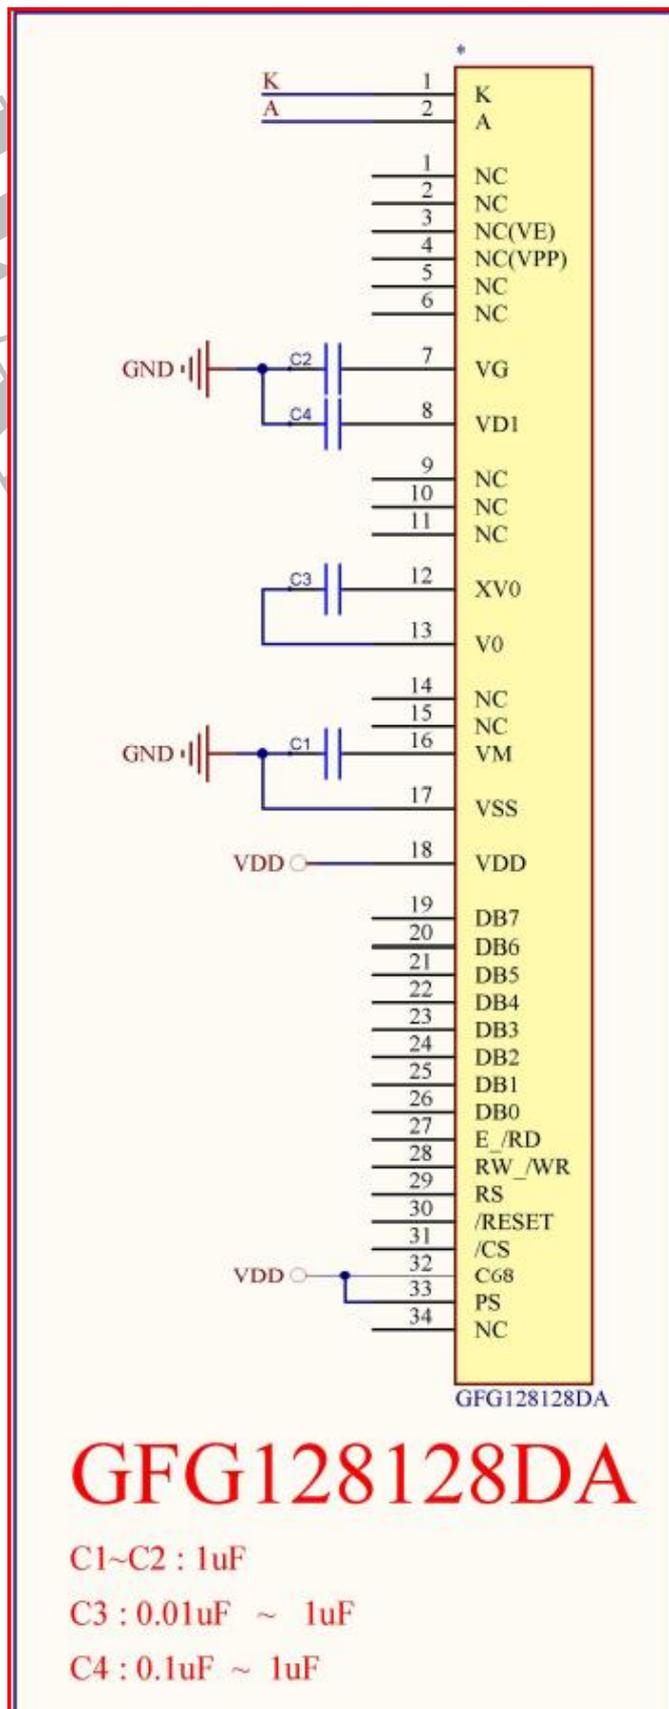 *
K 1 K
A 2 A
1 NC
2 NC
3 NC(VE)
4 NC(VPP)
5 NC
6 NC
GND C2 7 VG
C4 8 VD1
9 NC
10 NC
11 NC
C3 12 XV0
13 V0
14 NC
15 NC
GND C1 16 VM
17 VSS
VDD 18 VDD
19 DB7
20 DB6
21 DB5
22 DB4
23 DB3
24 DB2
25 DB1
26 DB0
27 E_/RD
28 RW_/WR
29 RS
30 /RESET
31 /CS
VDD 32 C68
33 PS
34 NC
GFG128128DA
GFG128128DA
C1~C2 : 1uF
C3 : 0.01uF ~ 1uF
C4 : 0.1uF ~ 1uF